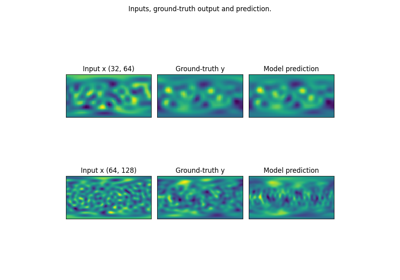 Inputs, ground-truth output and prediction.
Input x (32, 64)
Ground-truth y
Model prediction
Input x (64, 128)
Ground-truth y
Model prediction